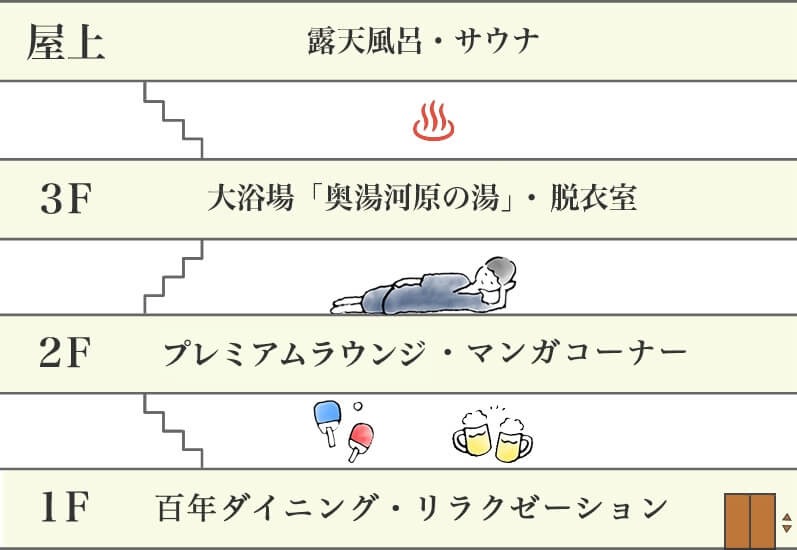 屋上 露天風呂・サウナ
3F 大浴場「奥湯河原の湯」・脱衣室
2F プレミアムラウンジ・マンガコーナー
1F 百年ダイニング・リラクゼーション